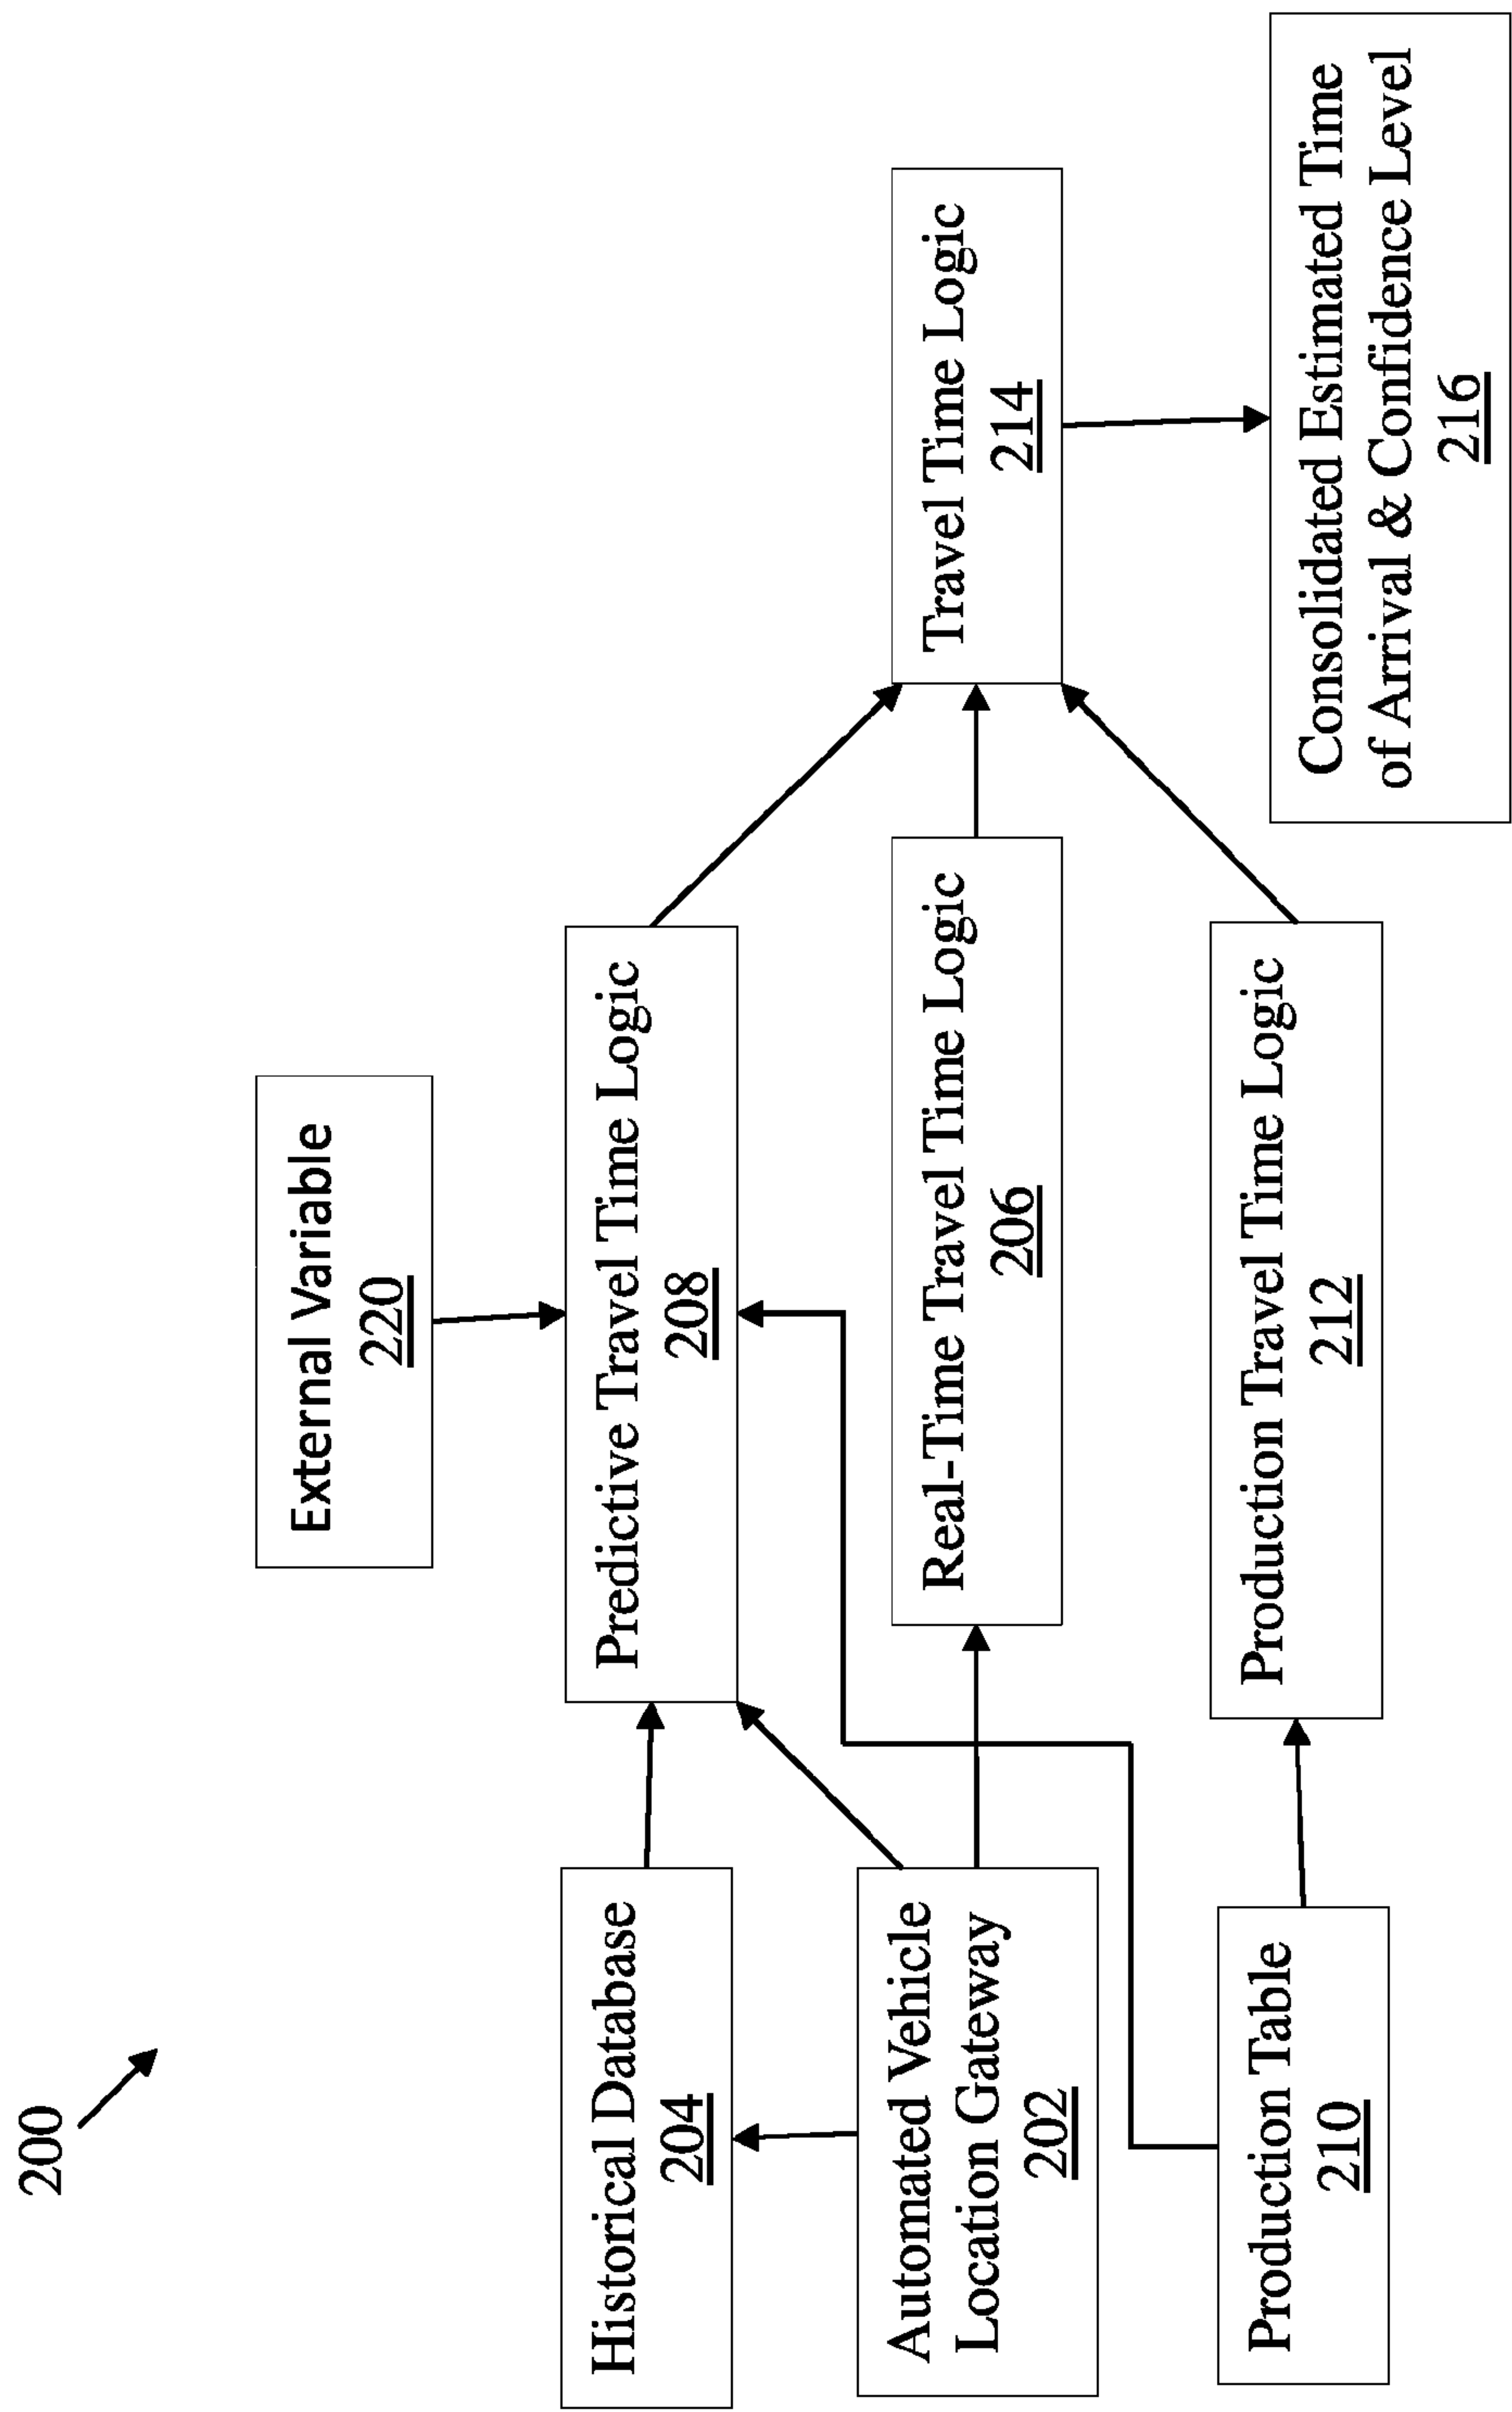 200
External Variable
220
Historical Database
204
Predictive Travel Time Logic
208
Automated Vehicle
Location Gateway
202
Real-Time Travel Time Logic
206
Travel Time Logic
214
Production Table
210
Production Travel Time Logic
212
Consolidated Estimated Time
of Arrival & Confidence Level
216